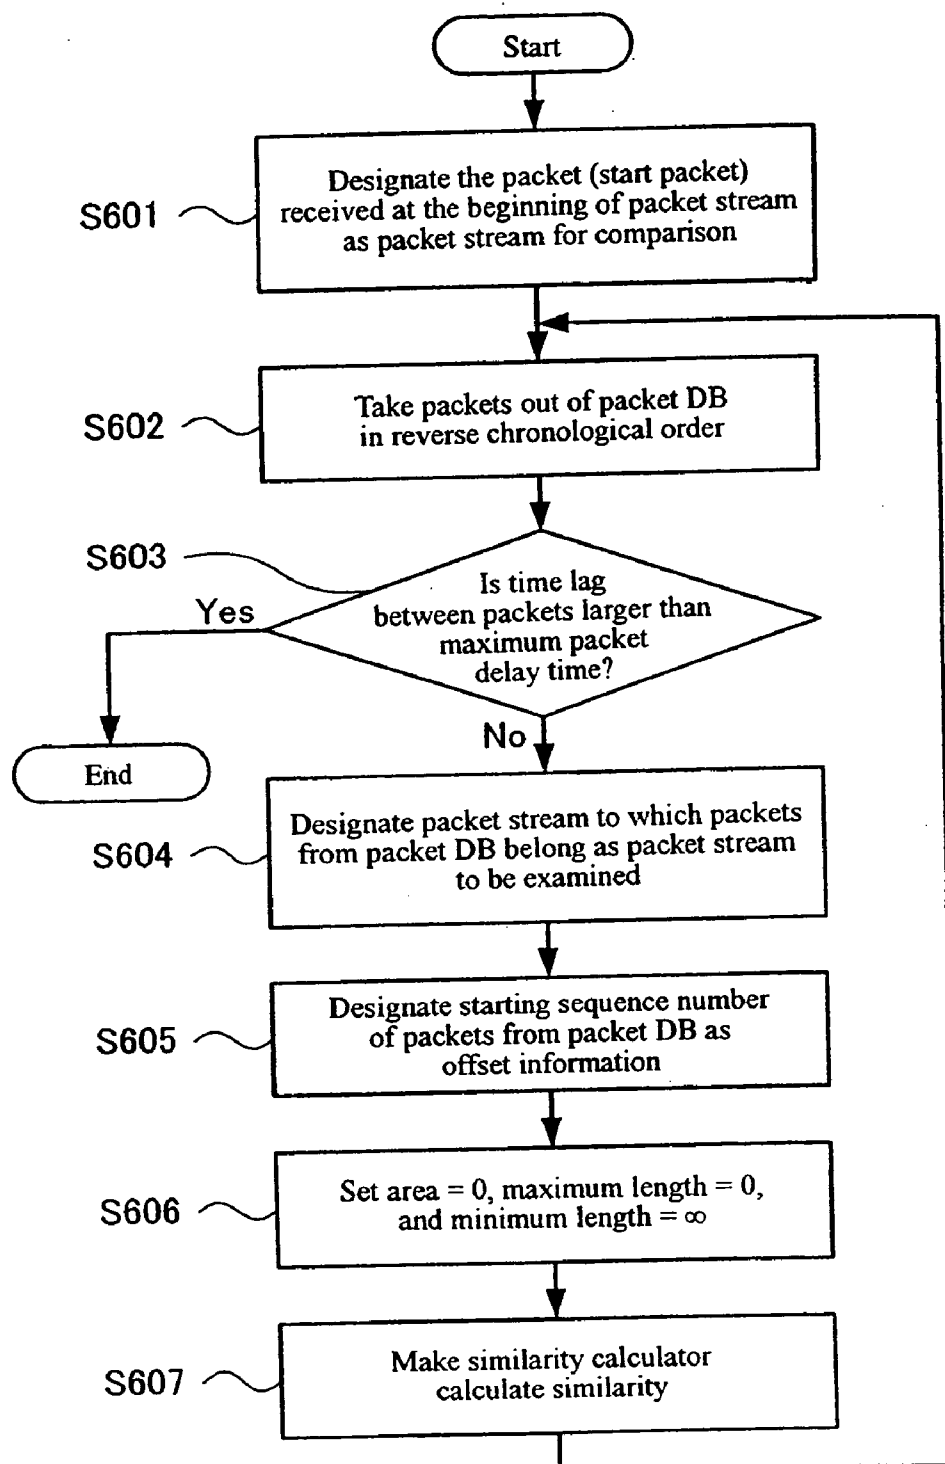 Start
S601
Designate the packet (start packet)
received at the beginning of packet stream
as packet stream for comparison
S602
Take packets out of packet DB
in reverse chronological order
S603
Is time lag
between packets larger than
maximum packet
delay time?
Yes
No
End
S604
Designate packet stream to which packets
from packet DB belong as packet stream
to be examined
S605
Designate starting sequence number
of packets from packet DB as
offset information
S606
Set area = 0, maximum length = 0,
and minimum length = ∞
S607
Make similarity calculator
calculate similarity